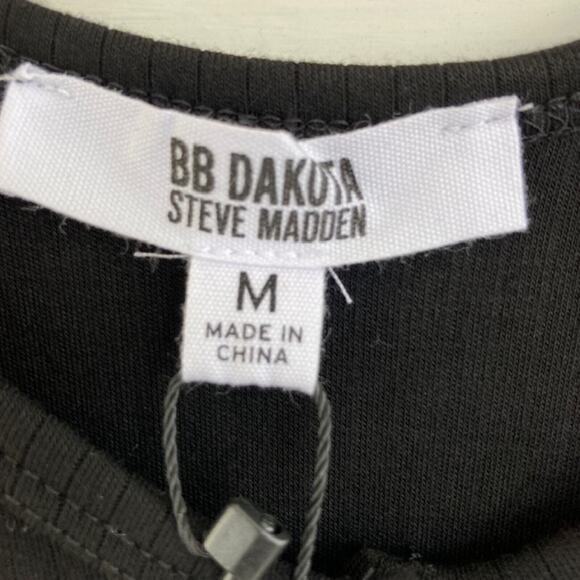 BB DAKOTA
STEVE MADDEN
M
MADE IN
CHINA